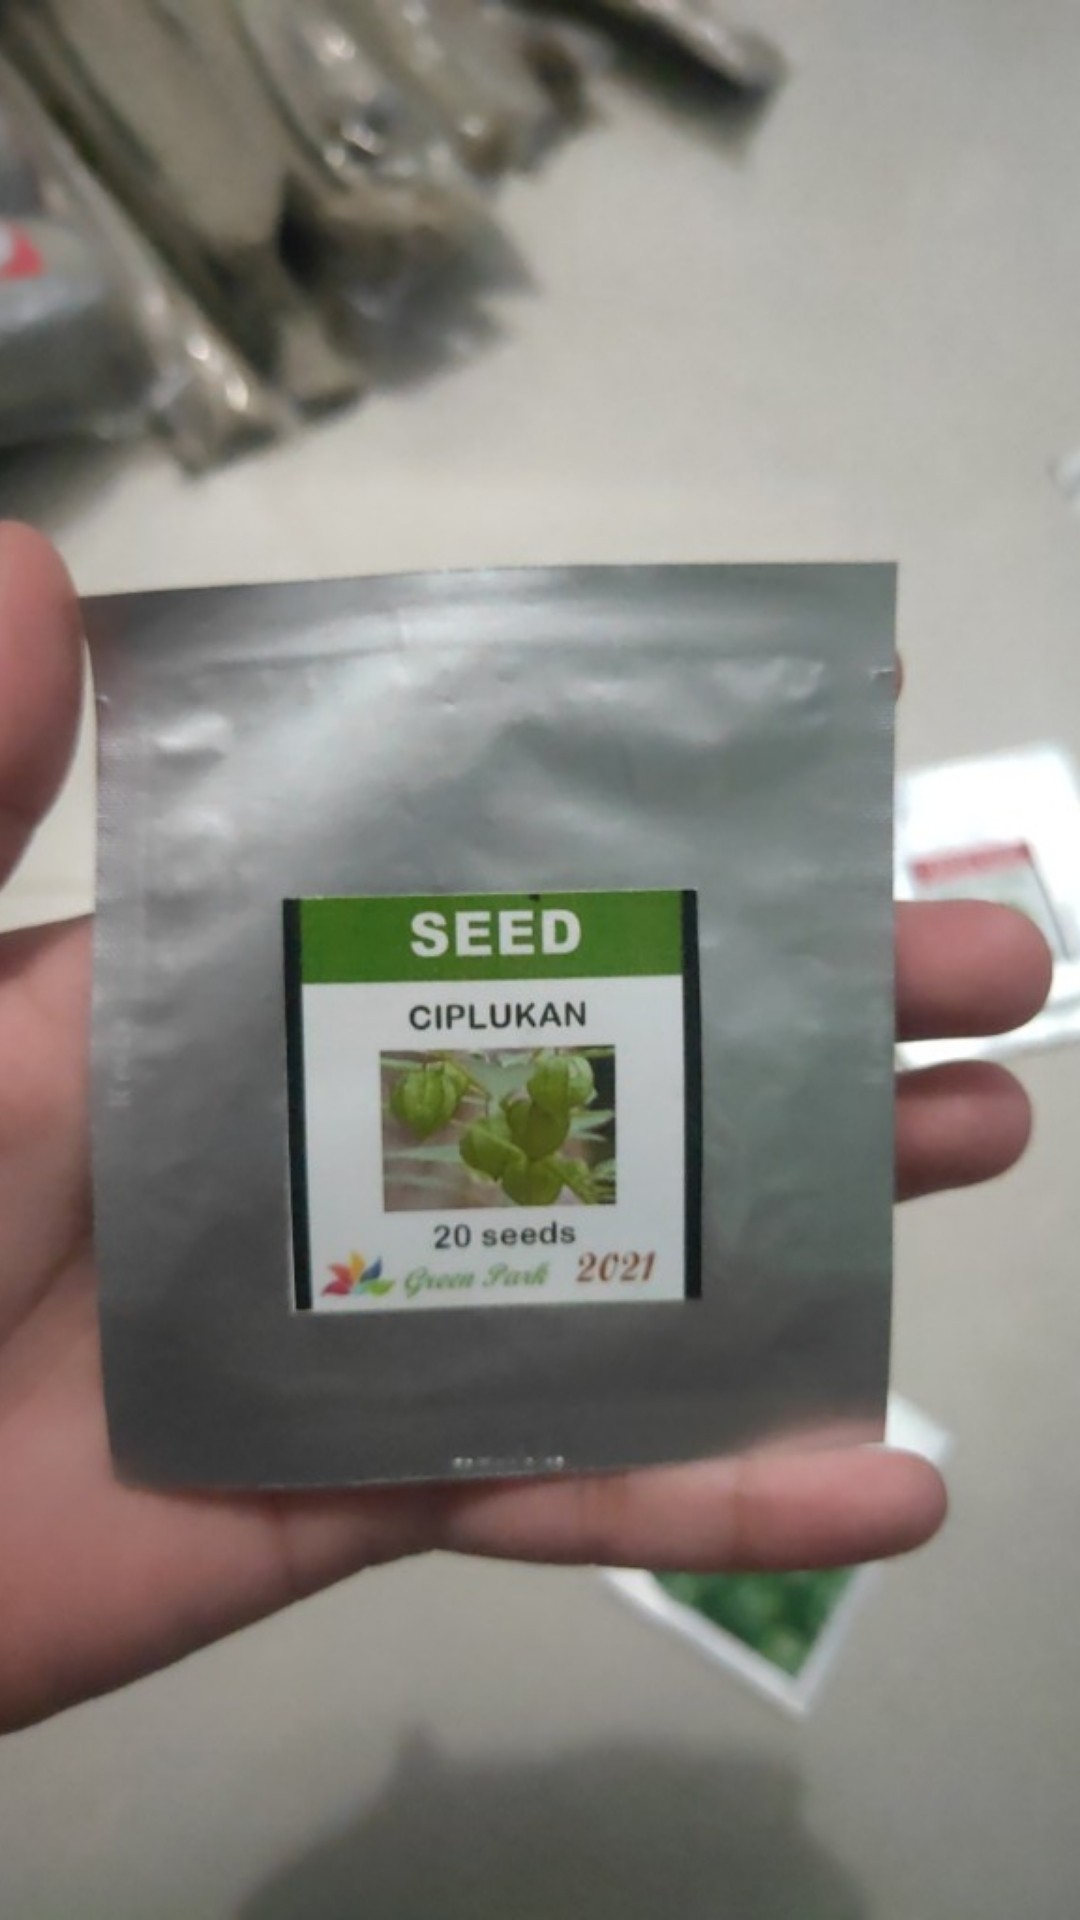 SEED
CIPLUKAN
20 seeds
Green Park 2021